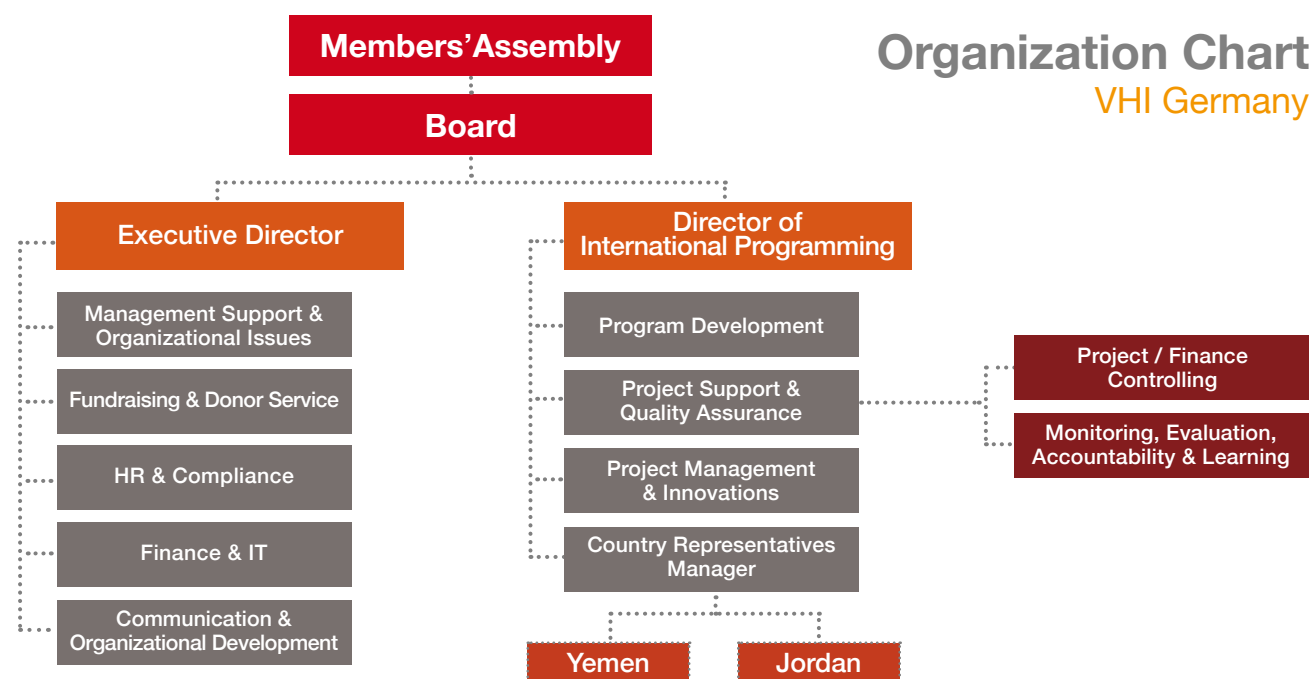 Organization Chart
VHI Germany
Members’Assembly
Board
Executive Director
Management Support &
Organizational Issues
Fundraising & Donor Service
HR & Compliance
Finance & IT
Communication &
Organizational Development
Director of
International Programming
Program Development
Project Support &
Quality Assurance
Project Management
& Innovations
Country Representatives
Manager
Yemen
Jordan
Project / Finance
Controlling
Monitoring, Evaluation,
Accountability & Learning